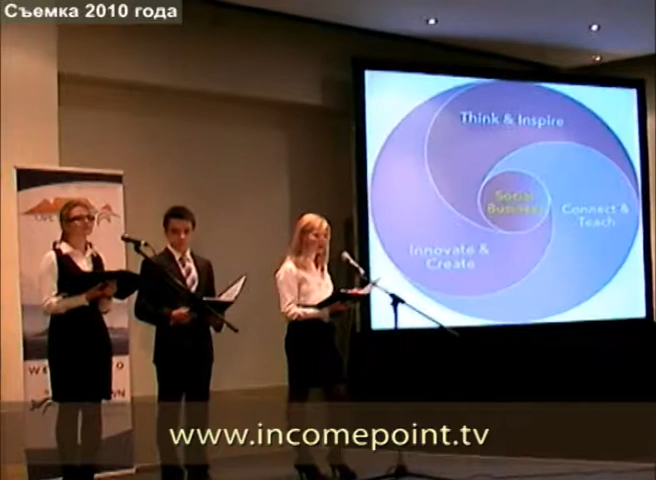 Съемка 2010 года
Think & Inspire
Social
Business
Connect &
Teach
Innovate &
Create
www.incomepoint.tv